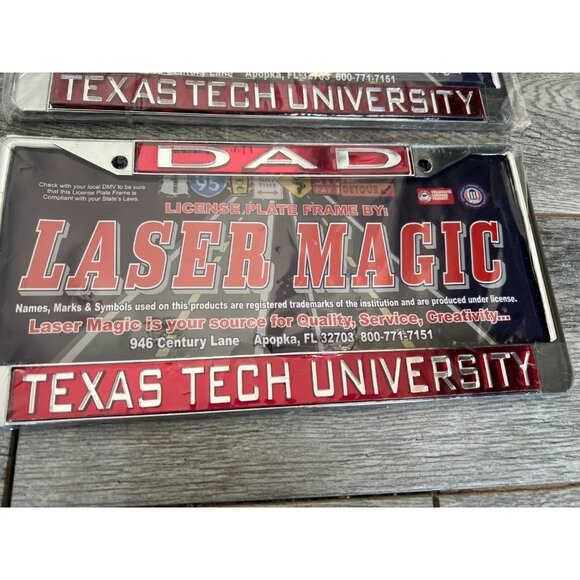 Century Lane Apopka, FL 32703 800-771-7151
TEXAS TECH UNIVERSITY
DAD
Check with your local DMV to be sure
that this License Plate Frame is
Compliant with your State's Laws.
95
TIME
DETOUR
LICENSE PLATE FRAME BY:
LASER MAGIC
Names, Marks & Symbols used on this products are registered trademarks of the institution and are produced under license.
Laser Magic is your source for Quality, Service, Creativity...
946 Century Lane Apopka, FL 32703 800-771-7151
TEXAS TECH UNIVERSITY